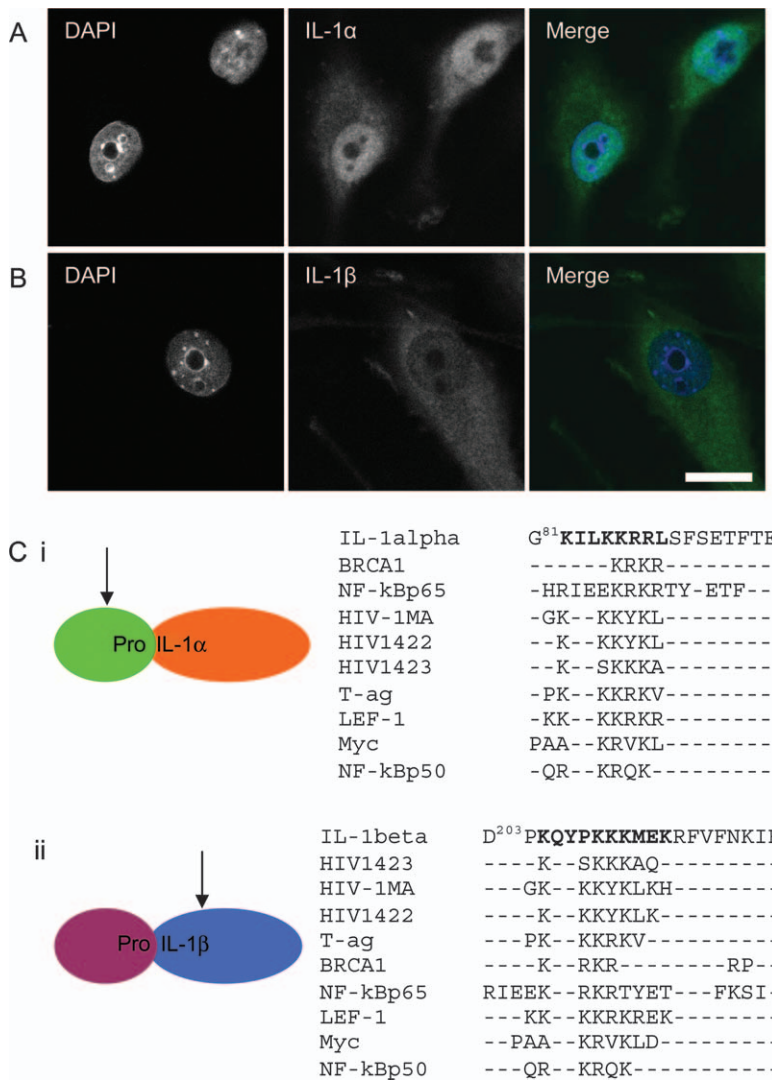 A
DAPI
IL-1α
Merge
B
DAPI
IL-1β
Merge
C i
Pro IL-1α
IL-1alpha G⁸¹KILKKRRLSFSETFTE
BRCA1 ------KRKR--------
NF-kBp65 -HRIEEKRKRTY-ETF--
HIV-1MA -GK--KKYKL--------
HIV1422 --K--KKYKL--------
HIV1423 --K--SKKKA--------
T-ag -PK--KKRKV--------
LEF-1 -KK--KKRKR--------
Myc PAA--KRVKL--------
NF-kBp50 -QR--KRQK---------
ii
Pro IL-1β
IL-1beta D²⁰³PKQYPKKKMEKRFVFNKIE
HIV1423 ----K--SKKKAQ--------
HIV-1MA ---GK--KKYKLKH-------
HIV1422 ----K--KKYKLK--------
T-ag ---PK--KKRKV---------
BRCA1 ----K--RKR-------RP--
NF-kBp65 RIEEK--RKRTYET---FKSI-
LEF-1 ---KK--KKRKREK-------
Myc --PAA--KRVKLD--------
NF-kBp50 ---QR--KRQK----------